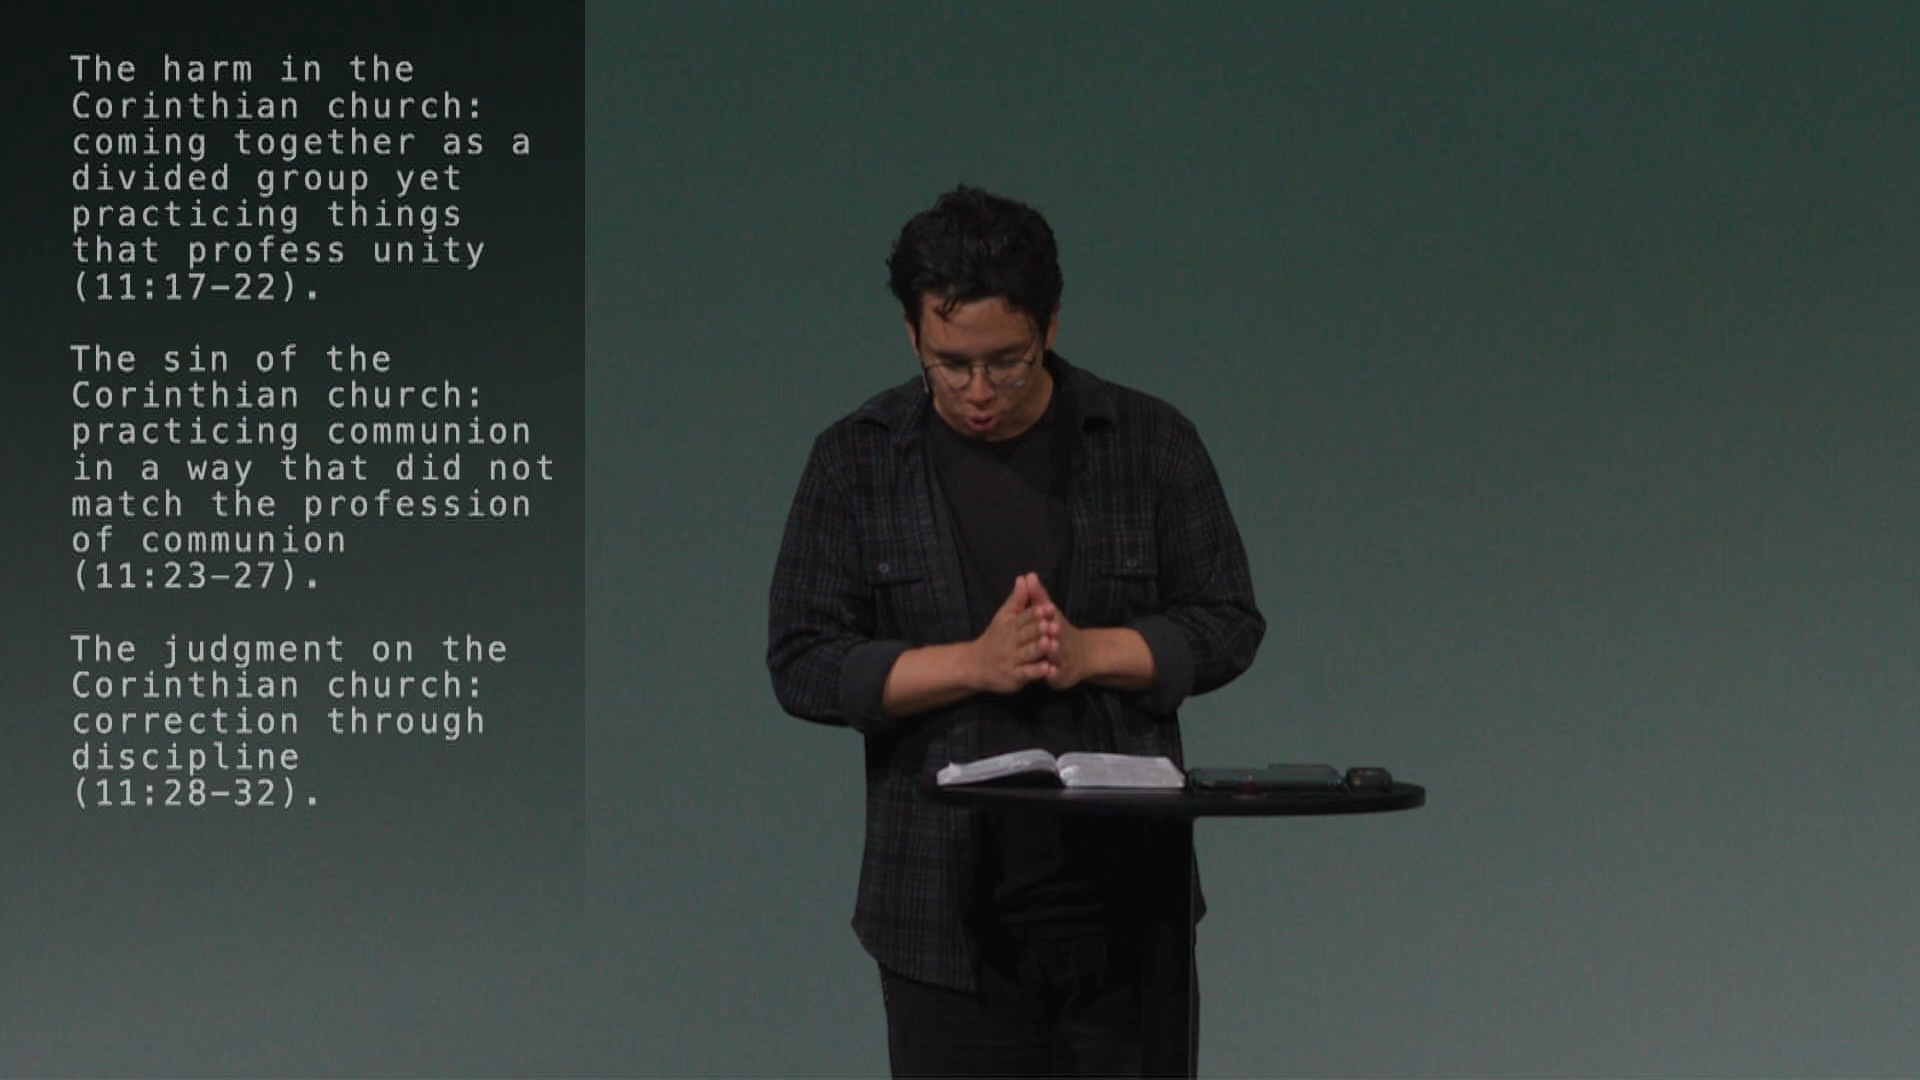 The harm in the
Corinthian church:
coming together as a
divided group yet
practicing things
that profess unity
(11:17–22).
The sin of the
Corinthian church:
practicing communion
in a way that did not
match the profession
of communion
(11:23–27).
The judgment on the
Corinthian church:
correction through
discipline
(11:28–32).